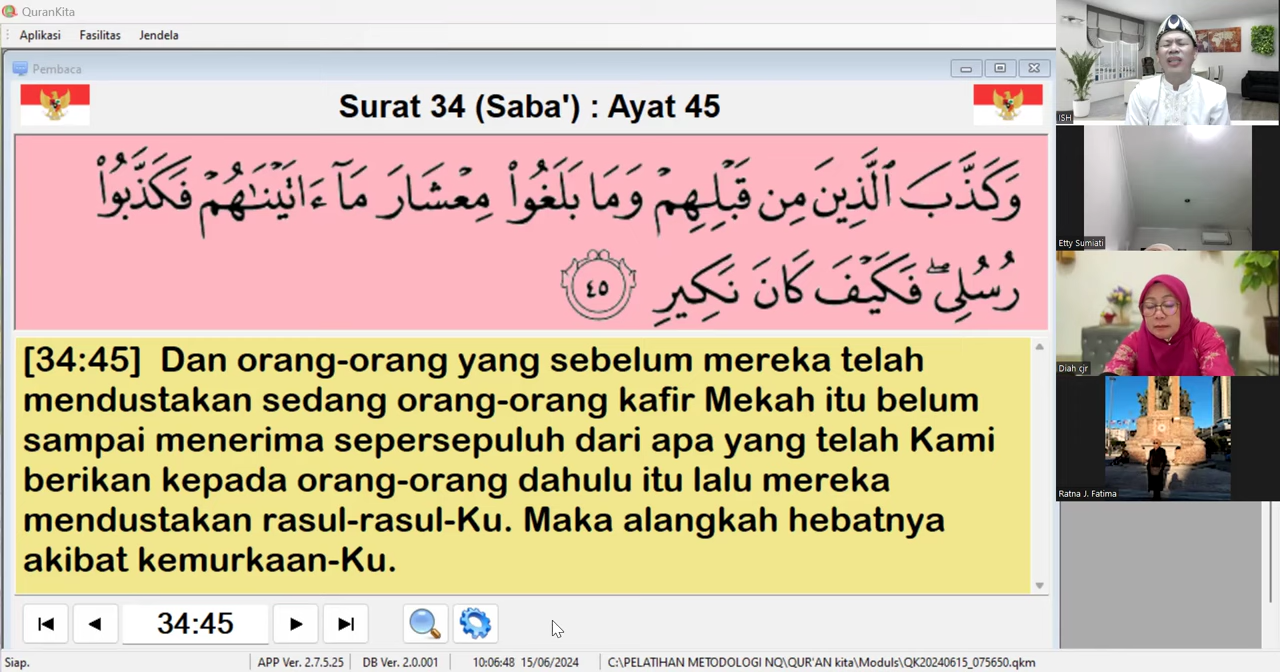 QuranKita
Aplikasi Fasilitas Jendela
Pembaca
Surat 34 (Saba') : Ayat 45
وَكَذَّبَ ٱلَّذِينَ مِن قَبْلِهِمْ وَمَا بَلَغُوا۟ مِعْشَارَ مَآ ءَاتَيْنَـٰهُمْ فَكَذَّبُوا۟
رُسُلِى ۖ فَكَيْفَ كَانَ نَكِيرِ ٤٥
[34:45] Dan orang-orang yang sebelum mereka telah
mendustakan sedang orang-orang kafir Mekah itu belum
sampai menerima sepersepuluh dari apa yang telah Kami
berikan kepada orang-orang dahulu itu lalu mereka
mendustakan rasul-rasul-Ku. Maka alangkah hebatnya
akibat kemurkaan-Ku.
34:45
Siap. APP Ver. 2.7.5.25 DB Ver. 2.0.001 10:06:48 15/06/2024 C:\PELATIHAN METODOLOGI NQ\QUR'AN kita\Moduls\QK20240615_075650.qkm
ISH
Etty Sumiati
Diah cjr
Ratna J. Fatima